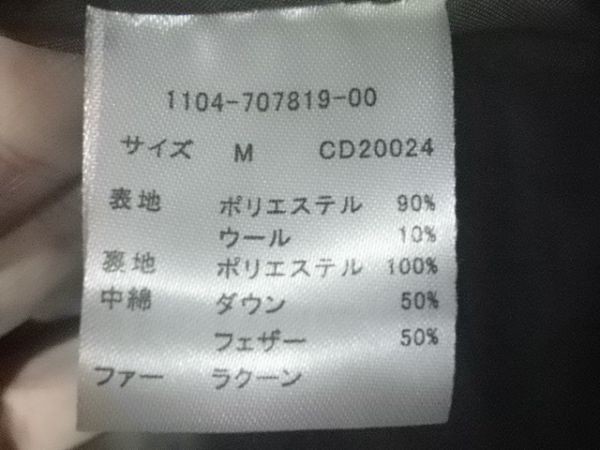 1104-707819-00
サイズ M CD20024
表地 ポリエステル 90%
ウール 10%
裏地 ポリエステル 100%
中綿 ダウン 50%
フェザー 50%
ファー ラクーン